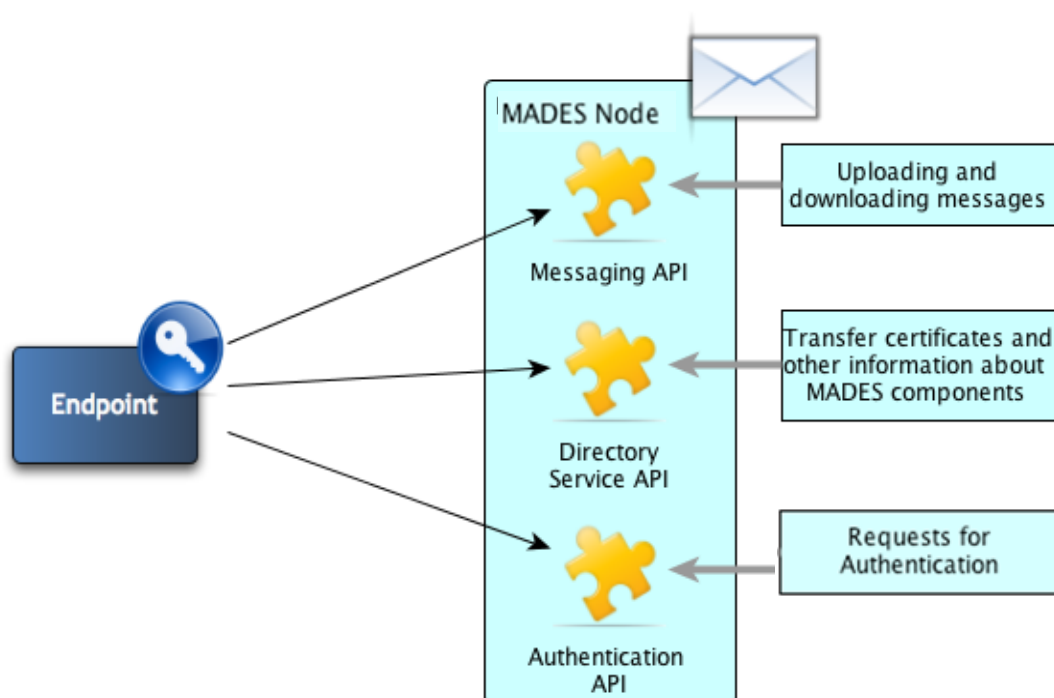 MADES Node
Uploading and
downloading messages
Messaging API
Endpoint
Transfer certificates and
other information about
MADES components
Directory
Service API
Requests for
Authentication
Authentication
API